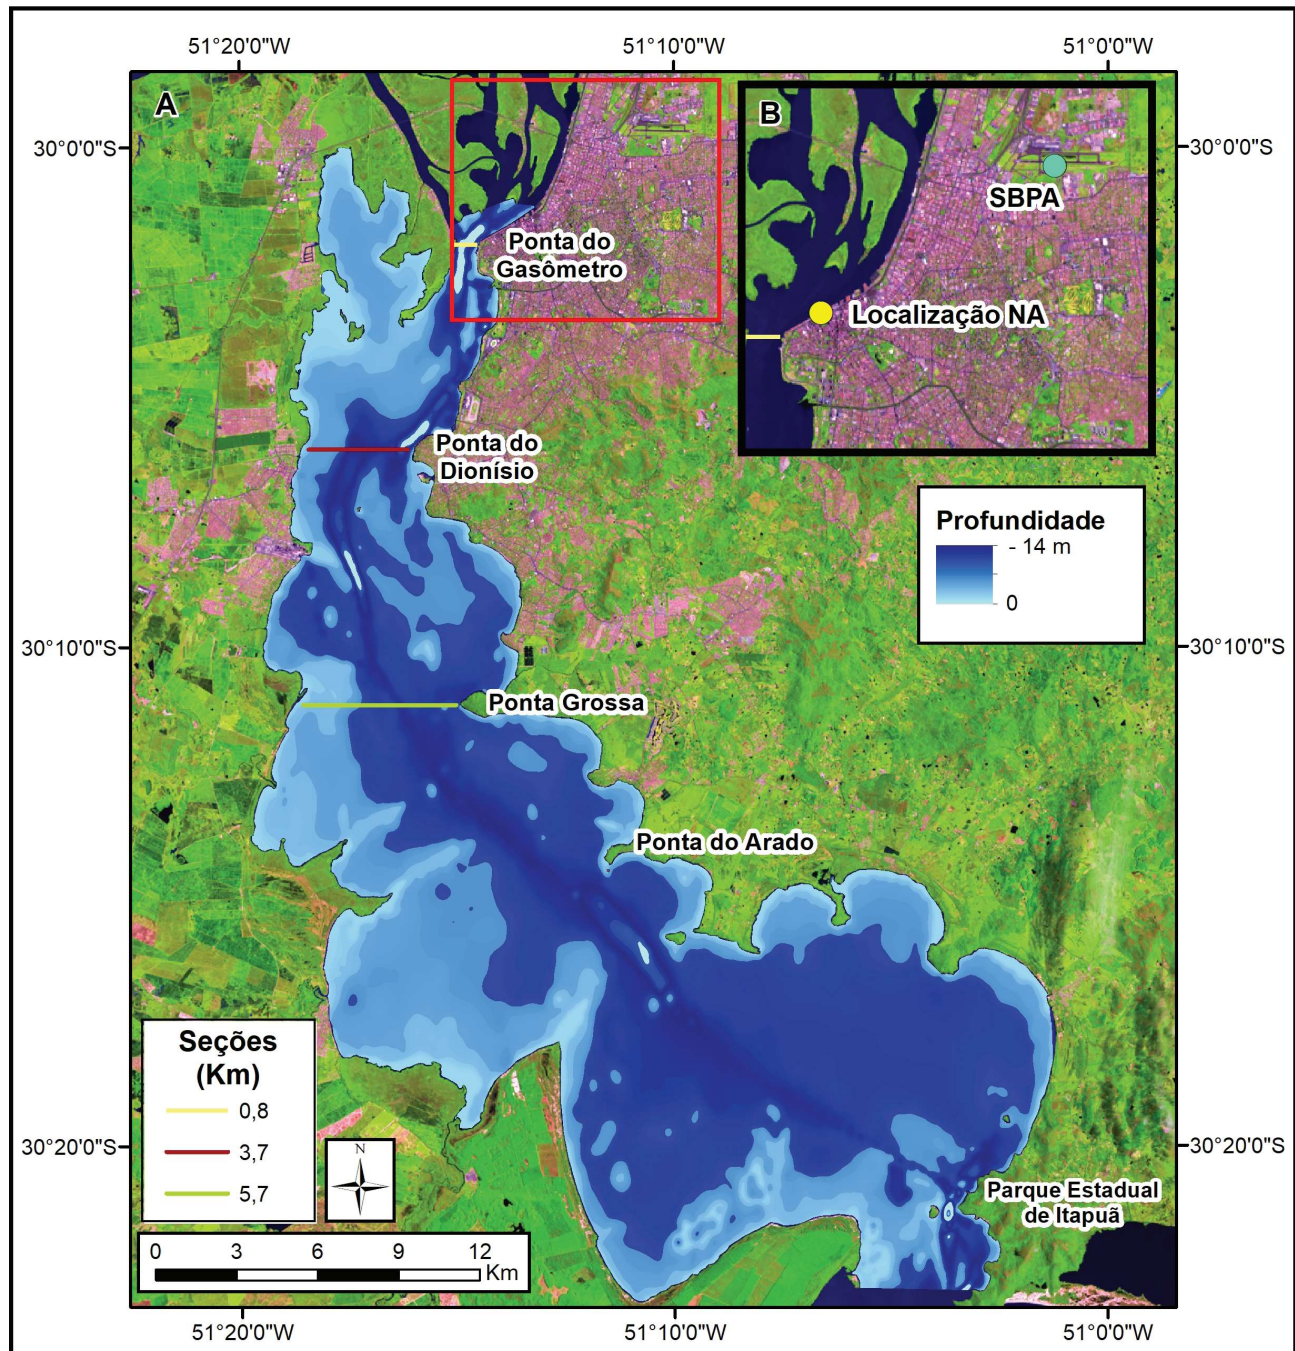 51°20'0"W
51°10'0"W
51°0'0"W
A
B
30°0'0"S
30°0'0"S
SBPA
Ponta do
Gasômetro
Localização NA
Ponta do
Dionísio
Profundidade
- 14 m
0
30°10'0"S
30°10'0"S
Ponta Grossa
Ponta do Arado
Seções
(Km)
0,8
3,7
5,7
N
30°20'0"S
30°20'0"S
Parque Estadual
de Itapuã
0 3 6 9 12
Km
51°20'0"W
51°10'0"W
51°0'0"W